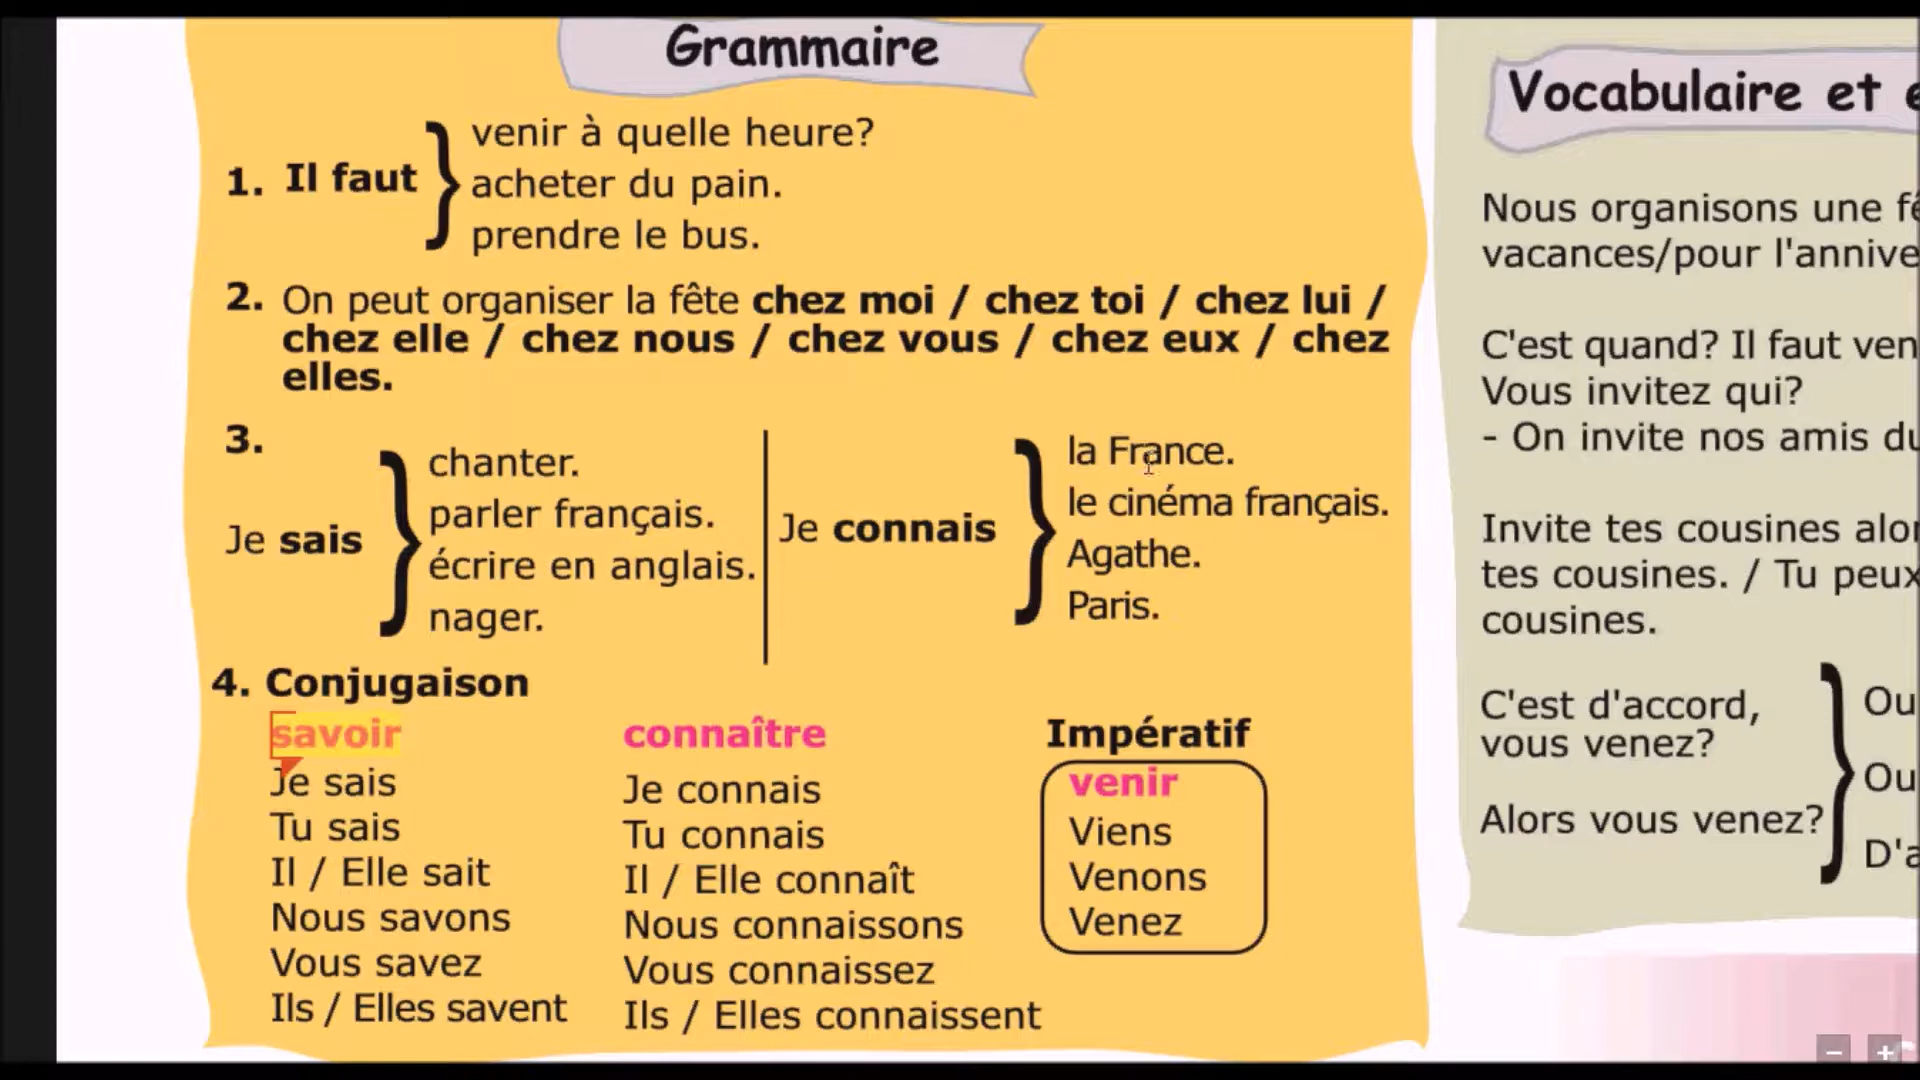 Grammaire
1. Il faut
venir à quelle heure?
acheter du pain.
prendre le bus.
2. On peut organiser la fête chez moi / chez toi / chez lui /
chez elle / chez nous / chez vous / chez eux / chez
elles.
3.
Je sais
chanter.
parler français.
écrire en anglais.
nager.
Je connais
la France.
le cinéma français.
Agathe.
Paris.
4. Conjugaison
savoir
Je sais
Tu sais
Il / Elle sait
Nous savons
Vous savez
Ils / Elles savent
connaître
Je connais
Tu connais
Il / Elle connaît
Nous connaissons
Vous connaissez
Ils / Elles connaissent
Impératif
venir
Viens
Venons
Venez
Vocabulaire et
Nous organisons une
vacances/pour
C'est quand? Il faut
Vous invitez qui?
- On invite nos amis
Invite tes cousines
tes cousines. / Tu
cousines.
C'est d'accord,
vous venez?
Alors vous venez?